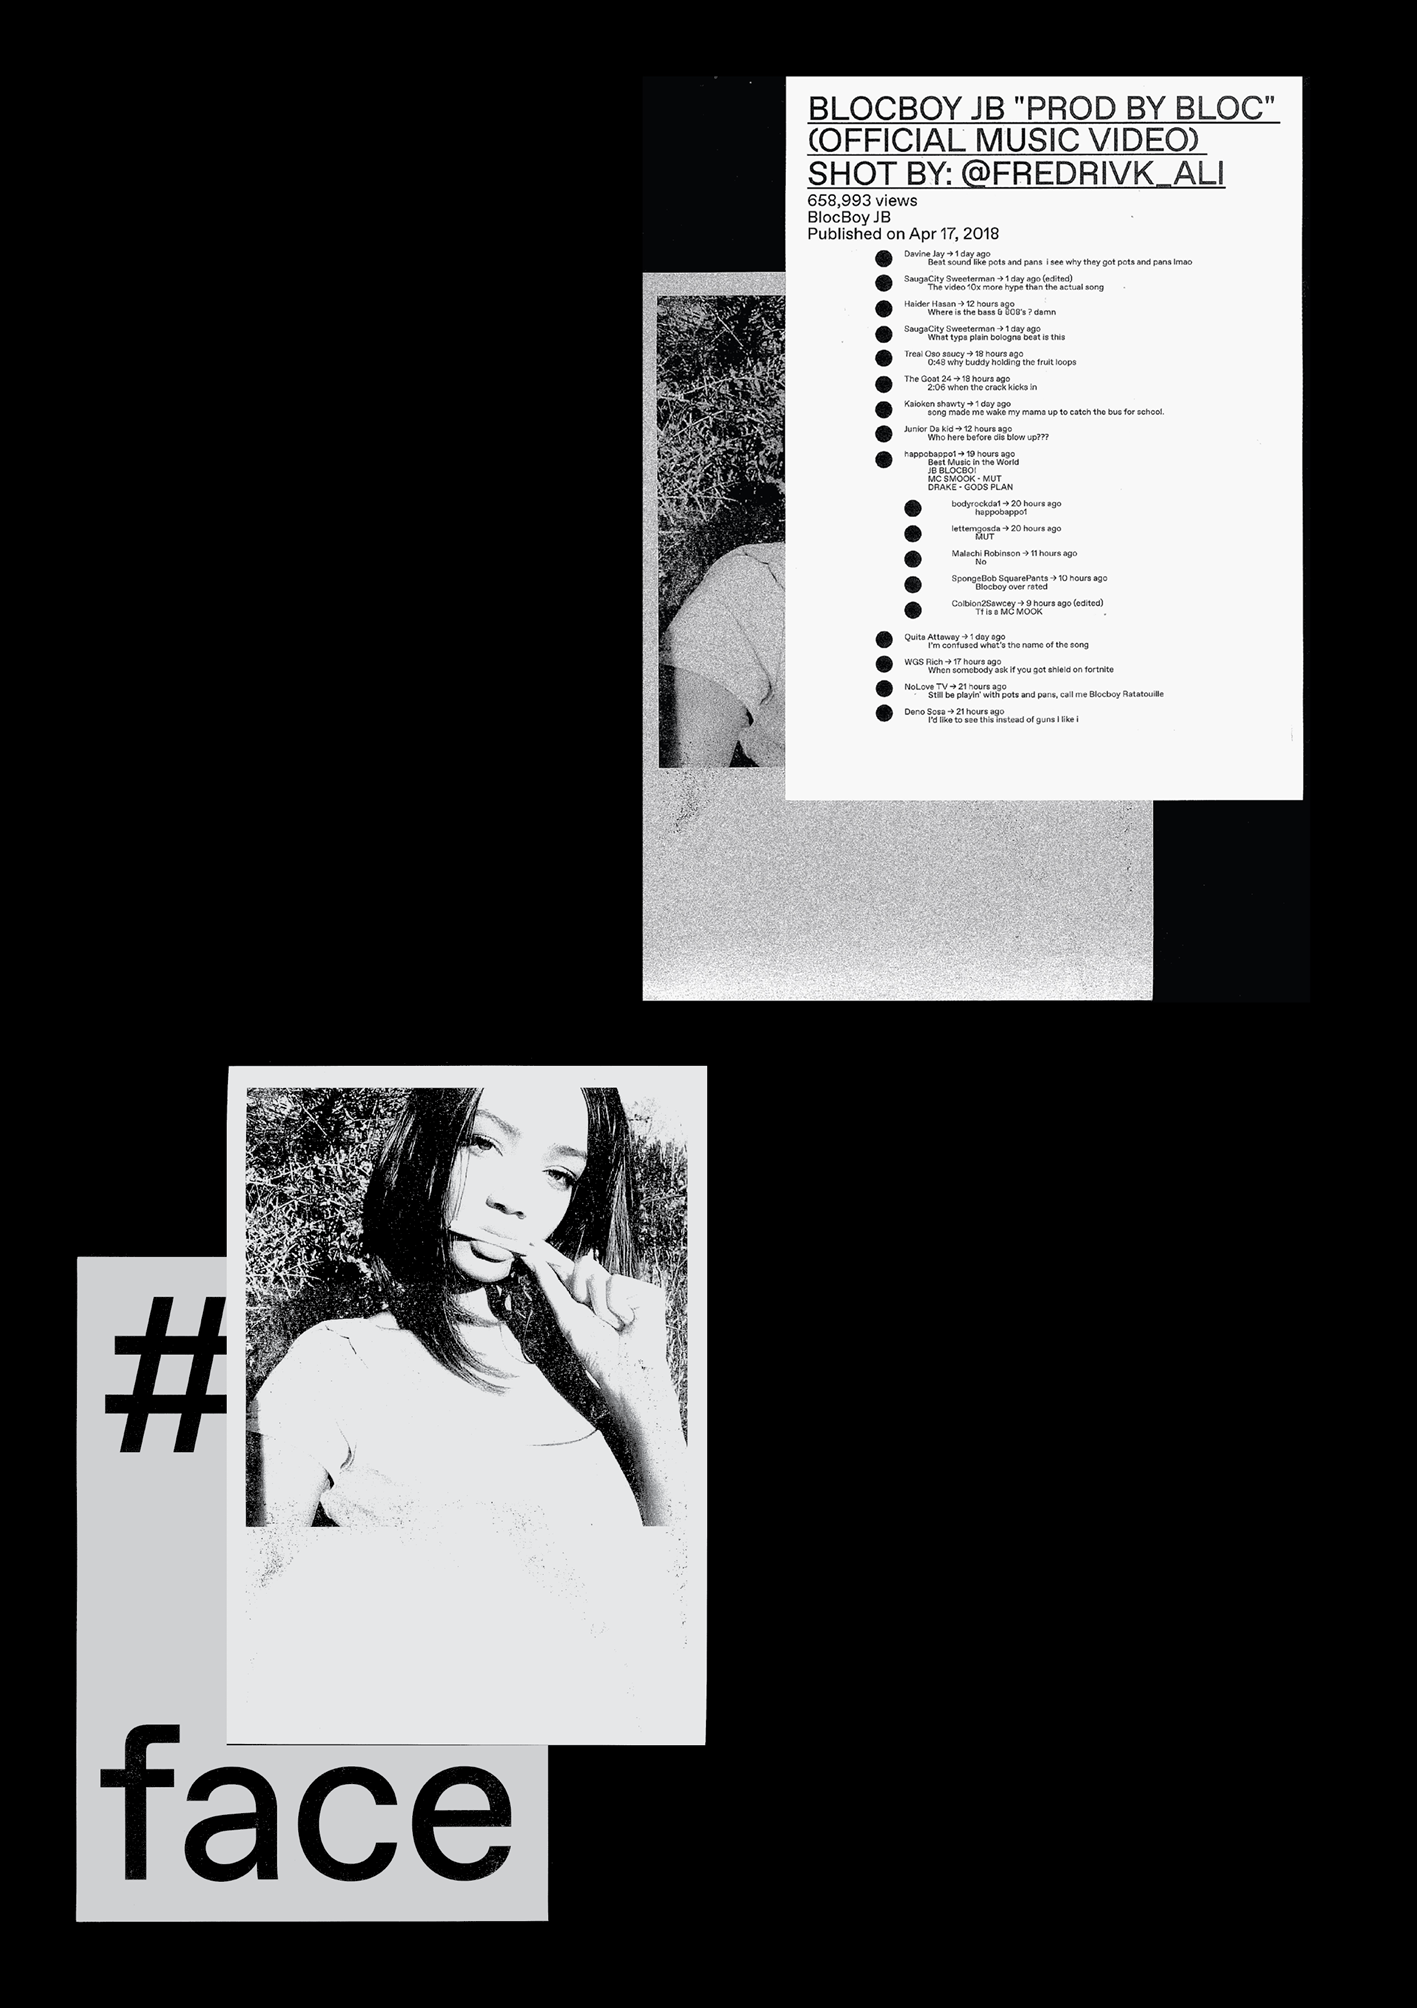 BLOCBOY JB "PROD BY BLOC"
(OFFICIAL MUSIC VIDEO)
SHOT BY: @FREDRIVK_ALI
658,993 views
BlocBoy JB
Published on Apr 17, 2018
Davine Jay → 1 day ago
Beat sound like pots and pans i see why they got pots and pans lmao
SaugaCity Sweeterman → 1 day ago (edited)
The video 10x more hype than the actual song
Haider Hasan → 12 hours ago
Where is the bass & 808's ? damn
SaugaCity Sweeterman → 1 day ago
What type plain bologna beat is this
Treal Oso saucy → 18 hours ago
0:48 why buddy holding the fruit loops
The Goat 24 → 18 hours ago
2:06 when the crack kicks in
Kaioken shawty → 1 day ago
song made me wake my mama up to catch the bus for school.
Junior Da kid → 12 hours ago
Who here before dis blow up???
happobappo1 → 19 hours ago
Best Music in the World
JB BLOCBO!
MC SMOOK - MUT
DRAKE - GODS PLAN
bodyrockda1 → 20 hours ago
happobappo1
lettemgosda → 20 hours ago
MUT
Malachi Robinson → 11 hours ago
No
SpongeBob SquarePants → 10 hours ago
Blocboy over rated
Colbion2Sawcey → 9 hours ago (edited)
Tf is a MC MOOK
Quita Attaway → 1 day ago
I'm confused what's the name of the song
WGS Rich → 17 hours ago
When somebody ask if you got shield on fortnite
NoLove TV → 21 hours ago
Still be playin' with pots and pans, call me Blocboy Ratatouille
Deno Sosa → 21 hours ago
I'd like to see this instead of guns I like i
#
face